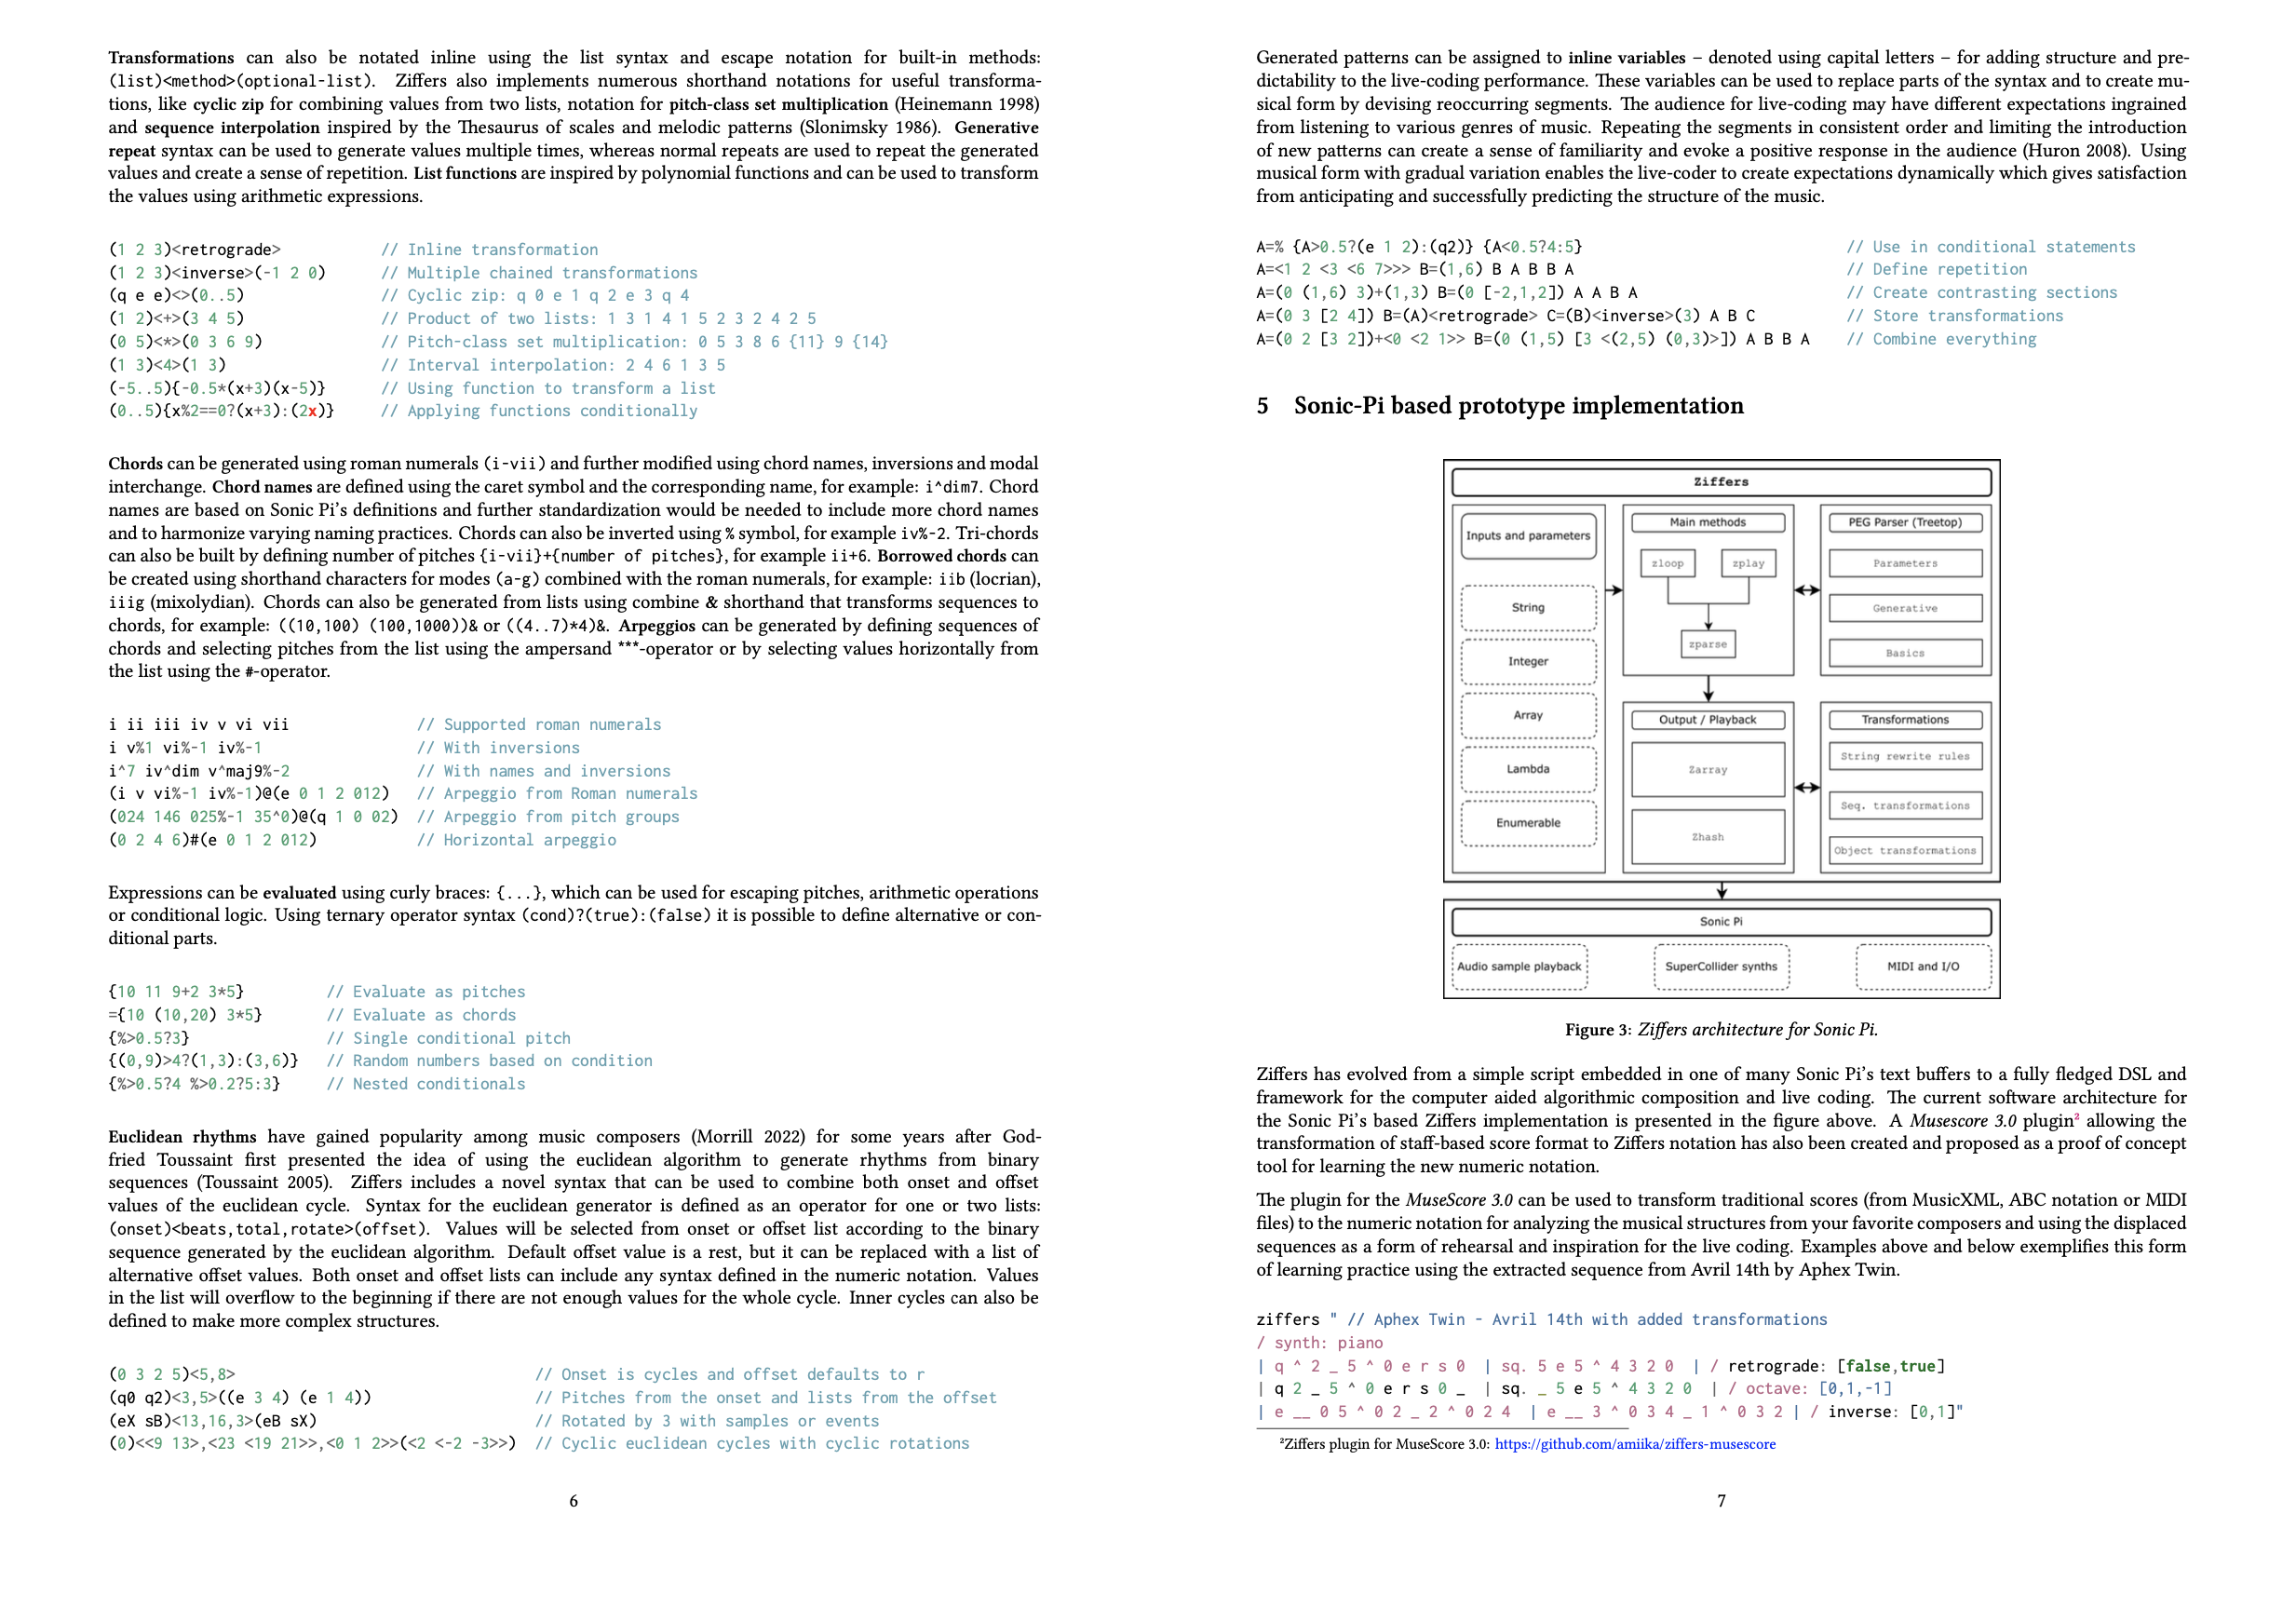 Transformations can also be notated inline using the list syntax and escape notation for built-in methods:
(list)<method>(optional-list). Ziffers also implements numerous shorthand notations for useful transforma-
tions, like cyclic zip for combining values from two lists, notation for pitch-class set multiplication (Heinemann 1998)
and sequence interpolation inspired by the Thesaurus of scales and melodic patterns (Slonimsky 1986). Generative
repeat syntax can be used to generate values multiple times, whereas normal repeats are used to repeat the generated
values and create a sense of repetition. List functions are inspired by polynomial functions and can be used to transform
the values using arithmetic expressions.
(1 2 3)<retrograde> // Inline transformation
(1 2 3)<inverse>(-1 2 0) // Multiple chained transformations
(q e e)<>(0..5) // Cyclic zip: q 0 e 1 q 2 e 3 q 4
(1 2)<+>(3 4 5) // Product of two lists: 1 3 1 4 1 5 2 3 2 4 2 5
(0 5)<*>(0 3 6 9) // Pitch-class set multiplication: 0 5 3 8 6 {11} 9 {14}
(1 3)<4>(1 3) // Interval interpolation: 2 4 6 1 3 5
(-5..5){-0.5*(x+3)(x-5)} // Using function to transform a list
(0..5){x%2==0?(x+3):(2x)} // Applying functions conditionally
Chords can be generated using roman numerals (i-vii) and further modified using chord names, inversions and modal
interchange. Chord names are defined using the caret symbol and the corresponding name, for example: i^dim7. Chord
names are based on Sonic Pi's definitions and further standardization would be needed to include more chord names
and to harmonize varying naming practices. Chords can also be inverted using % symbol, for example iv%-2. Tri-chords
can also be built by defining number of pitches {i-vii}+{number of pitches}, for example ii+6. Borrowed chords can
be created using shorthand characters for modes (a-g) combined with the roman numerals, for example: iib (locrian),
iiig (mixolydian). Chords can also be generated from lists using combine & shorthand that transforms sequences to
chords, for example: ((10,100) (100,1000))& or ((4..7)*4)&. Arpeggios can be generated by defining sequences of
chords and selecting pitches from the list using the ampersand ***-operator or by selecting values horizontally from
the list using the #-operator.
i ii iii iv v vi vii // Supported roman numerals
i v%1 vi%-1 iv%-1 // With inversions
i^7 iv^dim v^maj9%-2 // With names and inversions
(i v vi%-1 iv%-1)@(e 0 1 2 012) // Arpeggio from Roman numerals
(024 146 025%-1 35^0)@(q 1 0 02) // Arpeggio from pitch groups
(0 2 4 6)#(e 0 1 2 012) // Horizontal arpeggio
Expressions can be evaluated using curly braces: {...}, which can be used for escaping pitches, arithmetic operations
or conditional logic. Using ternary operator syntax (cond)?(true):(false) it is possible to define alternative or con-
ditional parts.
{10 11 9+2 3*5} // Evaluate as pitches
={10 (10,20) 3*5} // Evaluate as chords
{%>0.5?3} // Single conditional pitch
{(0,9)>4?(1,3):(3,6)} // Random numbers based on condition
{%>0.5?4 %>0.2?5:3} // Nested conditionals
Euclidean rhythms have gained popularity among music composers (Morrill 2022) for some years after God-
fried Toussaint first presented the idea of using the euclidean algorithm to generate rhythms from binary
sequences (Toussaint 2005). Ziffers includes a novel syntax that can be used to combine both onset and offset
values of the euclidean cycle. Syntax for the euclidean generator is defined as an operator for one or two lists:
(onset)<beats,total,rotate>(offset). Values will be selected from onset or offset list according to the binary
sequence generated by the euclidean algorithm. Default offset value is a rest, but it can be replaced with a list of
alternative offset values. Both onset and offset lists can include any syntax defined in the numeric notation. Values
in the list will overflow to the beginning if there are not enough values for the whole cycle. Inner cycles can also be
defined to make more complex structures.
(0 3 2 5)<5,8> // Onset is cycles and offset defaults to r
(q0 q2)<3,5>((e 3 4) (e 1 4)) // Pitches from the onset and lists from the offset
(eX sB)<13,16,3>(eB sX) // Rotated by 3 with samples or events
(0)<<9 13>,<23 <19 21>>,<0 1 2>>(<2 <-2 -3>>) // Cyclic euclidean cycles with cyclic rotations
6
Generated patterns can be assigned to inline variables – denoted using capital letters – for adding structure and pre-
dictability to the live-coding performance. These variables can be used to replace parts of the syntax and to create mu-
sical form by devising reoccurring segments. The audience for live-coding may have different expectations ingrained
from listening to various genres of music. Repeating the segments in consistent order and limiting the introduction
of new patterns can create a sense of familiarity and evoke a positive response in the audience (Huron 2008). Using
musical form with gradual variation enables the live-coder to create expectations dynamically which gives satisfaction
from anticipating and successfully predicting the structure of the music.
A=% {A>0.5?(e 1 2):(q2)} {A<0.5?4:5} // Use in conditional statements
A=<1 2 <3 <6 7>>> B=(1,6) B A B B A // Define repetition
A=(0 (1,6) 3)+(1,3) B=(0 [-2,1,2]) A A B A // Create contrasting sections
A=(0 3 [2 4]) B=(A)<retrograde> C=(B)<inverse>(3) A B C // Store transformations
A=(0 2 [3 2])+<0 <2 1>> B=(0 (1,5) [3 <(2,5) (0,3)>]) A B B A // Combine everything
5 Sonic-Pi based prototype implementation
Ziffers
Inputs and parameters
String
Integer
Array
Lambda
Enumerable
Main methods
zloop zplay
zparse
PEG Parser (Treetop)
Parameters
Generative
Basics
Output / Playback
Zarray
Zhash
Transformations
String rewrite rules
Seq. transformations
Object transformations
Sonic Pi
Audio sample playback SuperCollider synths MIDI and I/O
Figure 3: Ziffers architecture for Sonic Pi.
Ziffers has evolved from a simple script embedded in one of many Sonic Pi's text buffers to a fully fledged DSL and
framework for the computer aided algorithmic composition and live coding. The current software architecture for
the Sonic Pi's based Ziffers implementation is presented in the figure above. A Musescore 3.0 plugin² allowing the
transformation of staff-based score format to Ziffers notation has also been created and proposed as a proof of concept
tool for learning the new numeric notation.
The plugin for the MuseScore 3.0 can be used to transform traditional scores (from MusicXML, ABC notation or MIDI
files) to the numeric notation for analyzing the musical structures from your favorite composers and using the displaced
sequences as a form of rehearsal and inspiration for the live coding. Examples above and below exemplifies this form
of learning practice using the extracted sequence from Avril 14th by Aphex Twin.
ziffers " // Aphex Twin - Avril 14th with added transformations
/ synth: piano
| q ^ 2 _ 5 ^ 0 e r s 0 | sq. 5 e 5 ^ 4 3 2 0 | / retrograde: [false,true]
| q 2 _ 5 ^ 0 e r s 0 _ | sq. _ 5 e 5 ^ 4 3 2 0 | / octave: [0,1,-1]
| e __ 0 5 ^ 0 2 _ 2 ^ 0 2 4 | e __ 3 ^ 0 3 4 _ 1 ^ 0 3 2 | / inverse: [0,1]"
²Ziffers plugin for MuseScore 3.0: https://github.com/amiika/ziffers-musescore
7